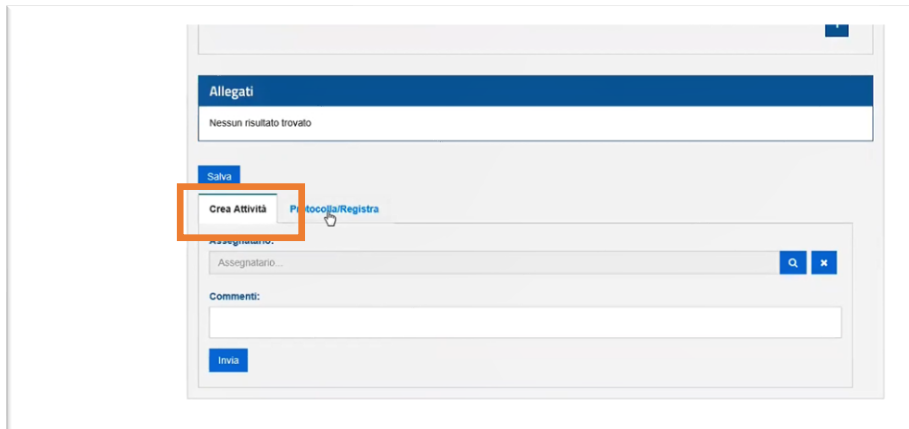 Allegati
Nessun risultato trovato
Salva
Crea Attività Protocolla/Registra
Assegnatario:
Assegnatario...
Commenti:
Invia